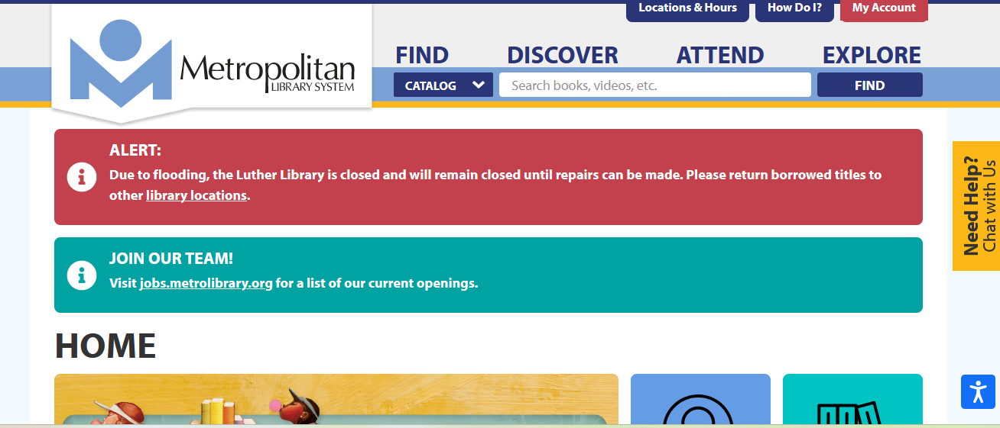 Locations & Hours How Do I? My Account
Metropolitan
LIBRARY SYSTEM
FIND DISCOVER ATTEND EXPLORE
CATALOG Search books, videos, etc. FIND
ALERT:
Due to flooding, the Luther Library is closed and will remain closed until repairs can be made. Please return borrowed titles to
other library locations.
JOIN OUR TEAM!
Visit jobs.metrolibrary.org for a list of our current openings.
Need Help?
Chat with Us
HOME